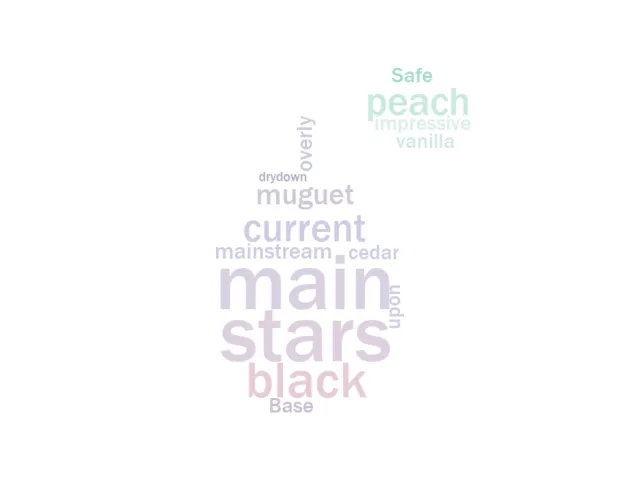 Safe
peach
impressive
vanilla
overly
drydown
muguet
current
mainstream cedar
main
upon
stars
black
Base